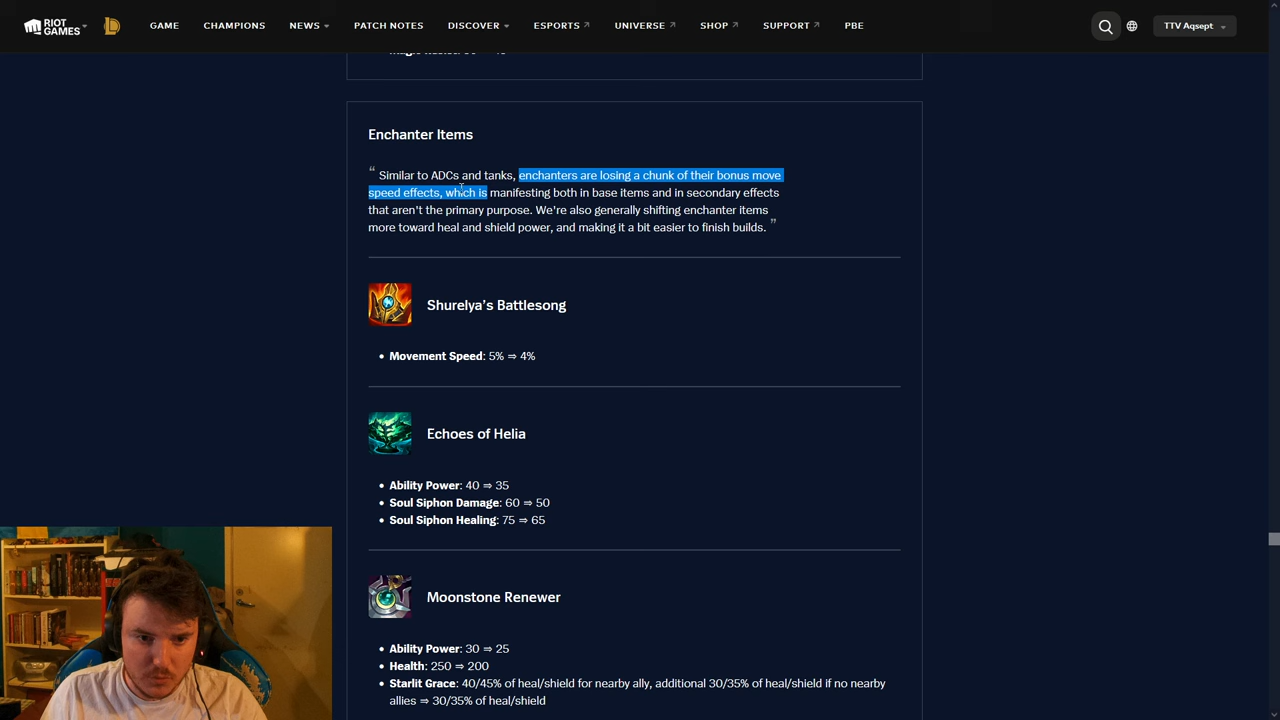 RIOT GAMES GAME CHAMPIONS NEWS PATCH NOTES DISCOVER ESPORTS UNIVERSE SHOP SUPPORT PBE TTV Aqsept
Enchanter Items
“ Similar to ADCs and tanks, enchanters are losing a chunk of their bonus move
speed effects, which is manifesting both in base items and in secondary effects
that aren't the primary purpose. We're also generally shifting enchanter items
more toward heal and shield power, and making it a bit easier to finish builds. ”
Shurelya’s Battlesong
• Movement Speed: 5% ⇒ 4%
Echoes of Helia
• Ability Power: 40 ⇒ 35
• Soul Siphon Damage: 60 ⇒ 50
• Soul Siphon Healing: 75 ⇒ 65
Moonstone Renewer
• Ability Power: 30 ⇒ 25
• Health: 250 ⇒ 200
• Starlit Grace: 40/45% of heal/shield for nearby ally, additional 30/35% of heal/shield if no nearby
allies ⇒ 30/35% of heal/shield